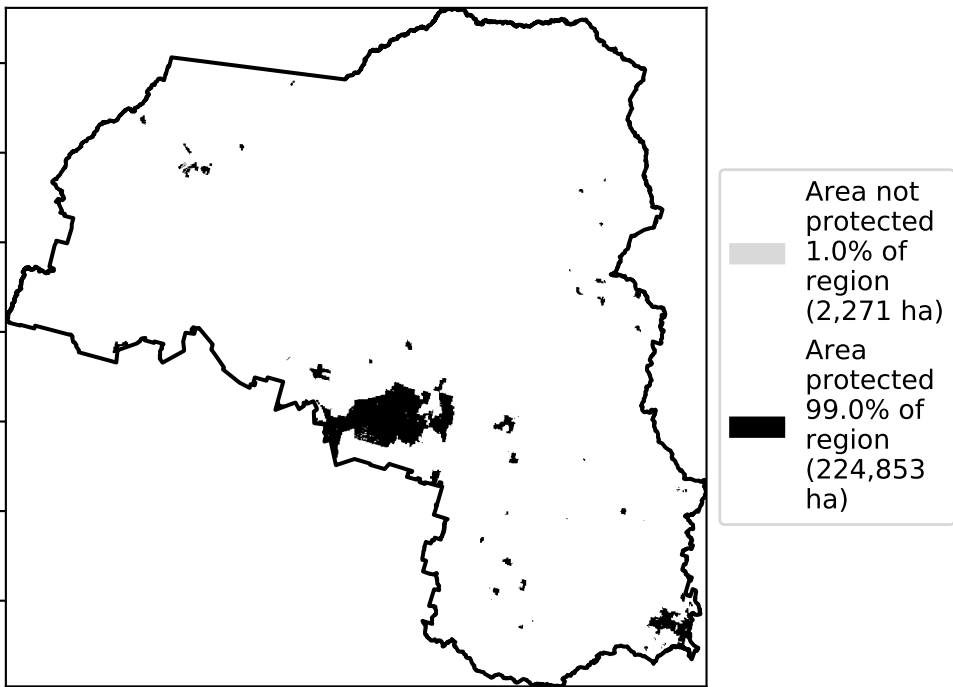 Area not
protected
1.0% of
region
(2,271 ha)
Area
protected
99.0% of
region
(224,853
ha)